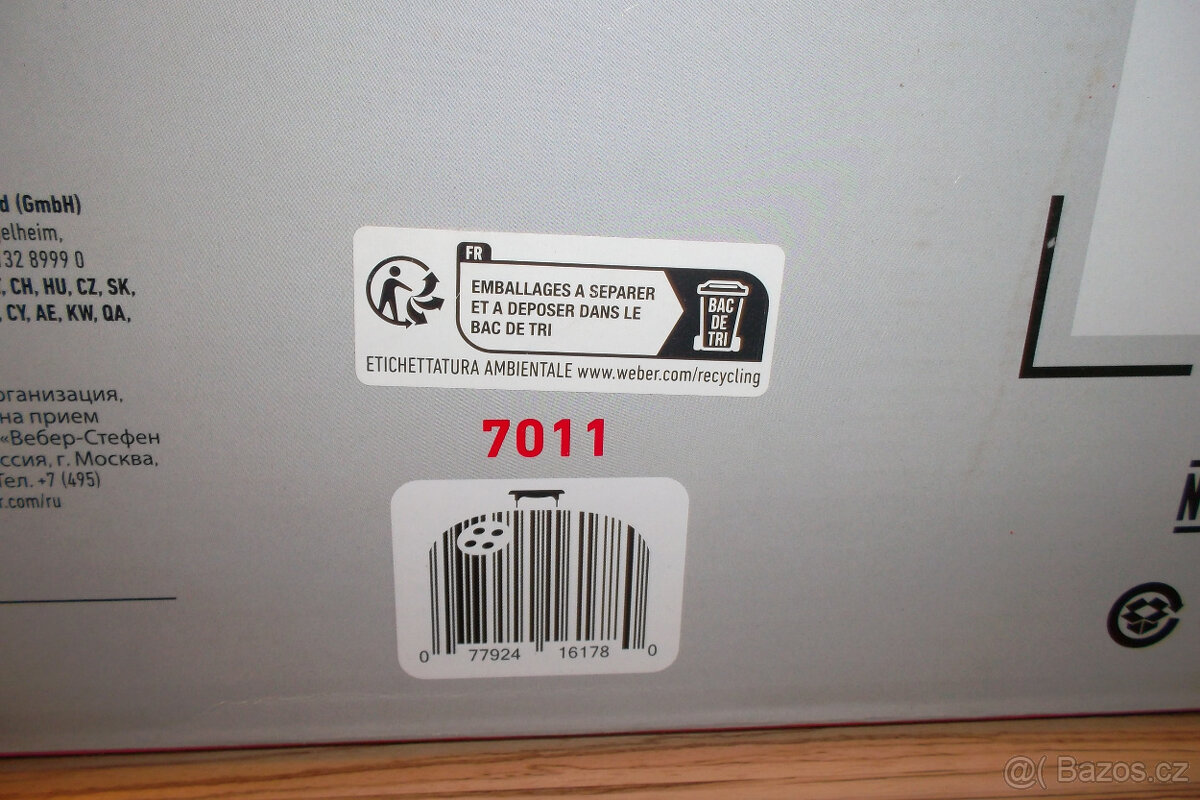 d (GmbH)
elheim,
132 8999 0
, CH, HU, CZ, SK,
, CY, AE, KW, QA,
организация,
на прием
«Вебер-Стефен
ссия, г. Москва,
Тел. +7 (495)
r.com/ru
FR
EMBALLAGES A SEPARER
ET A DEPOSER DANS LE
BAC DE TRI
BAC
DE
TRI
ETICHETTATURA AMBIENTALE www.weber.com/recycling
7011
0 77924 16178 0
N
@( Bazos.cz